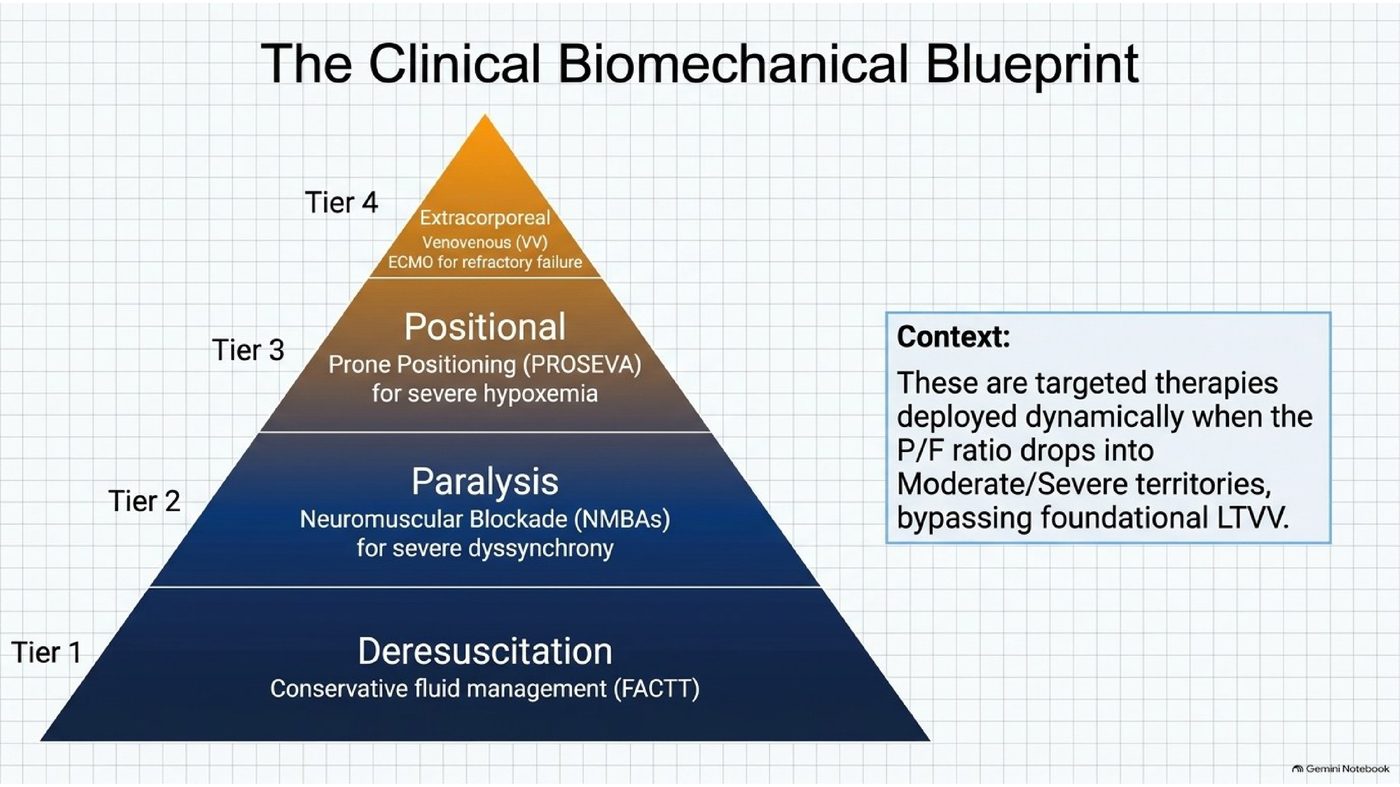 The Clinical Biomechanical Blueprint
Tier 4
Extracorporeal
Venovenous (VV)
ECMO for refractory failure
Tier 3
Positional
Prone Positioning (PROSEVA)
for severe hypoxemia
Tier 2
Paralysis
Neuromuscular Blockade (NMBAs)
for severe dyssynchrony
Tier 1
Deresuscitation
Conservative fluid management (FACTT)
Context:
These are targeted therapies
deployed dynamically when the
P/F ratio drops into
Moderate/Severe territories,
bypassing foundational LTVV.
Gemini Notebook